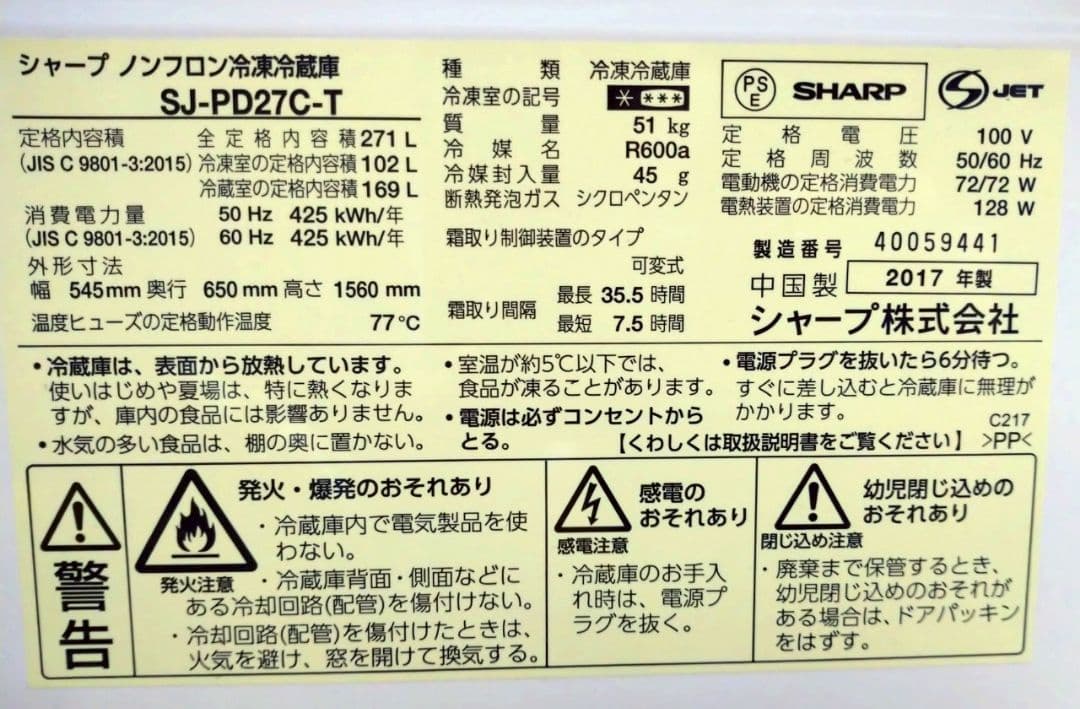 シャープ ノンフロン冷凍冷蔵庫
SJ-PD27C-T
定格内容積 全定格内容積 271 L
(JIS C 9801-3:2015) 冷凍室の定格内容積 102 L
冷蔵室の定格内容積 169 L
消費電力量 50 Hz 425 kWh/年
(JIS C 9801-3:2015) 60 Hz 425 kWh/年
外形寸法
幅 545mm 奥行 650 mm 高さ 1560 mm
温度ヒューズの定格動作温度 77℃
種類 冷凍冷蔵庫
冷凍室の記号 * ***
質量 51 kg
冷媒名 R600a
冷媒封入量 45 g
断熱発泡ガス シクロペンタン
霜取り制御装置のタイプ
可変式
霜取り間隔 最長 35.5 時間
最短 7.5 時間
PS
E
SHARP
S JET
定格電圧 100 V
定格周波数 50/60 Hz
電動機の定格消費電力 72/72 W
電熱装置の定格消費電力 128 W
製造番号 40059441
中国製 2017 年製
シャープ株式会社
・冷蔵庫は、表面から放熱しています。
使いはじめや夏場は、特に熱くなりま
すが、庫内の食品には影響ありません。
・水気の多い食品は、棚の奥に置かない。
・室温が約5℃以下では、
食品が凍ることがあります。
・電源は必ずコンセントから
とる。
・電源プラグを抜いたら6分待つ。
すぐに差し込むと冷蔵庫に無理が
かかります。
C217
【くわしくは取扱説明書をご覧ください】 >PP<
警告
発火注意
発火・爆発のおそれあり
・冷蔵庫内で電気製品を使
わない。
・冷蔵庫背面・側面などに
ある冷却回路(配管)を傷付けない。
・冷却回路(配管)を傷付けたときは、
火気を避け、窓を開けて換気する。
感電の
おそれあり
感電注意
・冷蔵庫のお手入
れ時は、電源プ
ラグを抜く。
幼児閉じ込めの
おそれあり
閉じ込め注意
・廃棄まで保管するとき、
幼児閉じ込めのおそれが
ある場合は、ドアパッキン
をはずす。